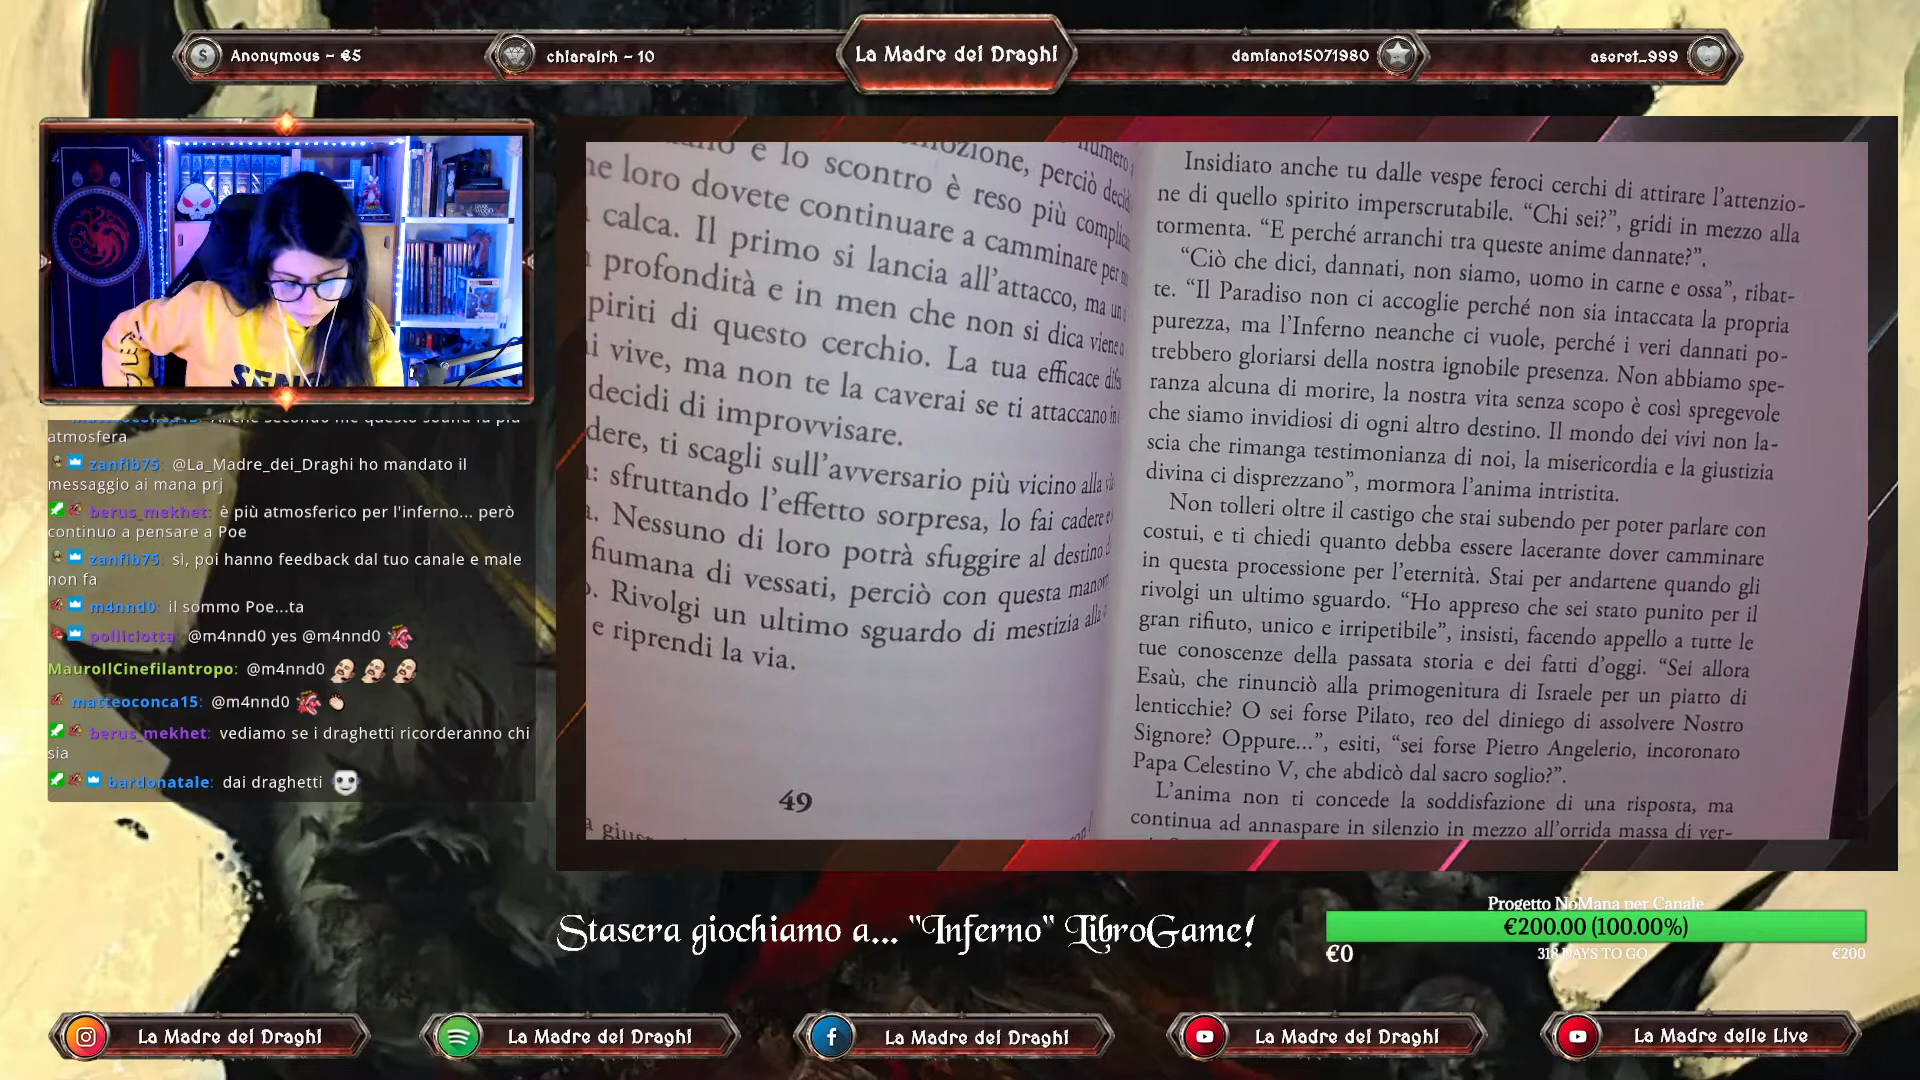 Anonymous - €5
chiaralrh - 10
La Madre dei Draghi
damiano15071980
aseret_999
atmosfera
zanfib75: @La_Madre_dei_Draghi ho mandato il
messaggio ai mana prj
berus_mekhet: è più atmosferico per l'inferno... però
continuo a pensare a Poe
zanfib75: sì, poi hanno feedback dal tuo canale e male
non fa
m4nnd0: il sommo Poe...ta
polliciotta: @m4nnd0 yes @m4nnd0
MauroIlCinefilantropo: @m4nnd0
matteoconca15: @m4nnd0
berus_mekhet: vediamo se i draghetti ricorderanno chi
sia
bardonatale: dai draghetti
e lo scontro è reso più
loro dovete continuare a camminare per
calca. Il primo si lancia all'attacco, ma
profondità e in men che non si dica viene
piriti di questo cerchio. La tua efficace
vive, ma non te la caverai se ti attaccano
decidi di improvvisare.
dere, ti scagli sull'avversario più vicino alla
: sfruttando l'effetto sorpresa, lo fai cadere
. Nessuno di loro potrà sfuggire al destino
fiumana di vessati, perciò con questa
. Rivolgi un ultimo sguardo di mestizia alla
e riprendi la via.
49
Insidiato anche tu dalle vespe feroci cerchi di attirare l'attenzio-
ne di quello spirito imperscrutabile. “Chi sei?”, gridi in mezzo alla
tormenta. “E perché arranchi tra queste anime dannate?”.
“Ciò che dici, dannati, non siamo, uomo in carne e ossa”, ribat-
te. “Il Paradiso non ci accoglie perché non sia intaccata la propria
purezza, ma l'Inferno neanche ci vuole, perché i veri dannati po-
trebbero gloriarsi della nostra ignobile presenza. Non abbiamo spe-
ranza alcuna di morire, la nostra vita senza scopo è così spregevole
che siamo invidiosi di ogni altro destino. Il mondo dei vivi non la-
scia che rimanga testimonianza di noi, la misericordia e la giustizia
divina ci disprezzano”, mormora l'anima intristita.
Non tolleri oltre il castigo che stai subendo per poter parlare con
costui, e ti chiedi quanto debba essere lacerante dover camminare
in questa processione per l'eternità. Stai per andartene quando gli
rivolgi un ultimo sguardo. “Ho appreso che sei stato punito per il
gran rifiuto, unico e irripetibile”, insisti, facendo appello a tutte le
tue conoscenze della passata storia e dei fatti d'oggi. “Sei allora
Esaù, che rinunciò alla primogenitura di Israele per un piatto di
lenticchie? O sei forse Pilato, reo del diniego di assolvere Nostro
Signore? Oppure...”, esiti, “sei forse Pietro Angelerio, incoronato
Papa Celestino V, che abdicò dal sacro soglio?”.
L'anima non ti concede la soddisfazione di una risposta, ma
continua ad annaspare in silenzio in mezzo all'orrida massa di ver-
Stasera giochiamo a... "Inferno" LibroGame!
Progetto NoMana per Canale
€200.00 (100.00%)
€0
318 DAYS TO GO
€200
La Madre dei Draghi
La Madre dei Draghi
La Madre dei Draghi
La Madre dei Draghi
La Madre delle Live